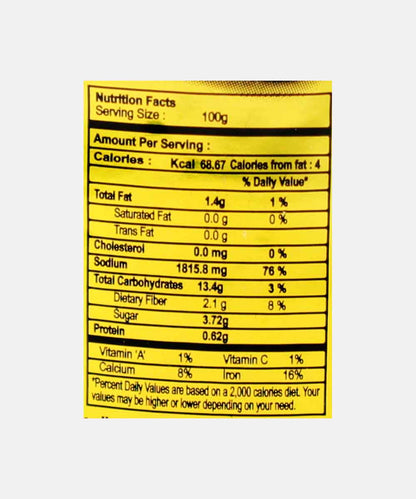 Nutrition Facts
Serving Size : 100g
Amount Per Serving :
Calories : Kcal 68.67 Calories from fat : 4
% Daily Value*
Total Fat 1.4g 1 %
Saturated Fat 0.0 g 0 %
Trans Fat 0.0 g
Cholesterol 0.0 mg 0 %
Sodium 1815.8 mg 76 %
Total Carbohydrates 13.4g 3 %
Dietary Fiber 2.1 g 8 %
Sugar 3.72g
Protein 0.62g
Vitamin 'A' 1% Vitamin C 1%
Calcium 8% Iron 16%
*Percent Daily Values are based on a 2,000 calories diet. Your
values may be higher or lower depending on your need.